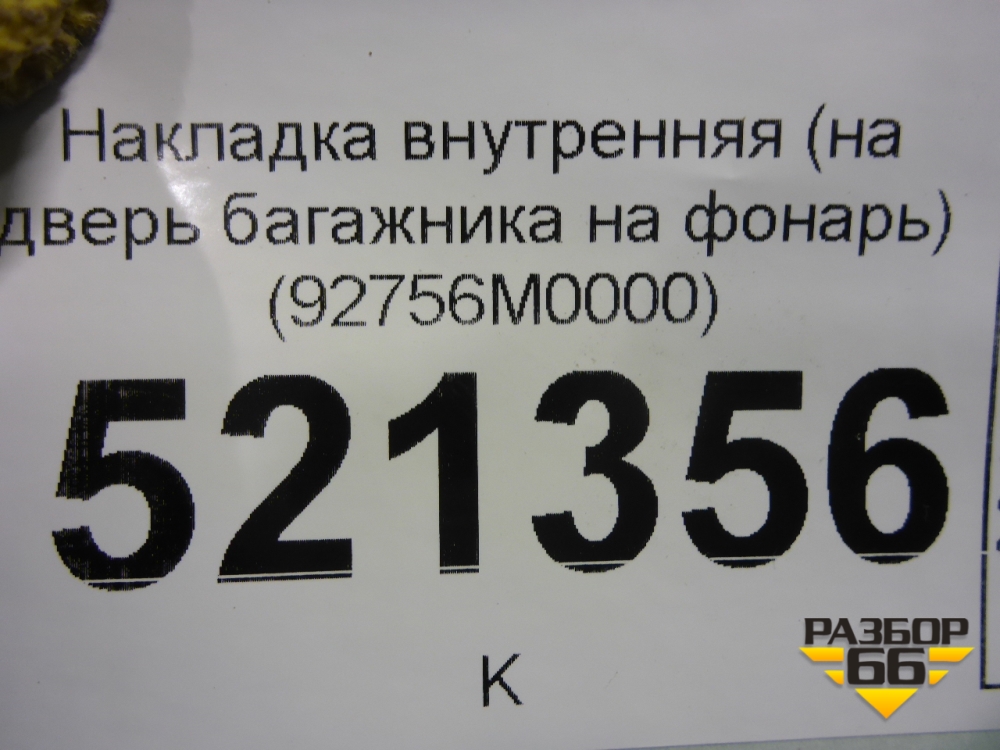 Накладка внутренняя (на
дверь багажника на фонарь)
(92756M0000)
521356
К
РАЗБОР
66